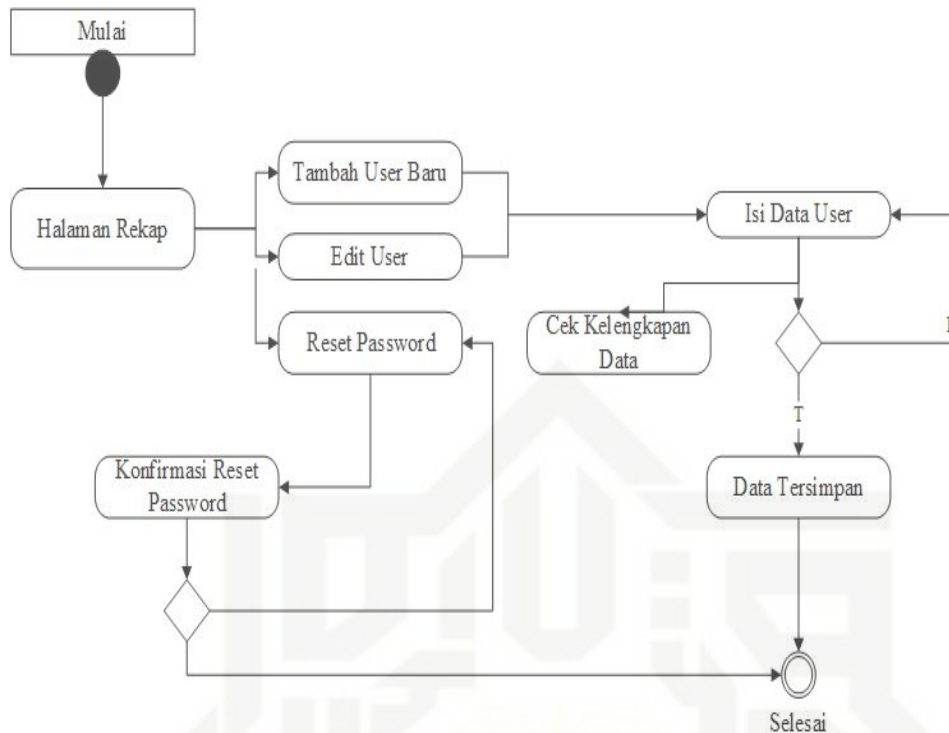 Mulai
Tambah User Baru
Halaman Rekap
Isi Data User
Edit User
Cek Kelengkapan
Data
Reset Password
T
Konfirmasi Reset
Password
Data Tersimpan
Selesai